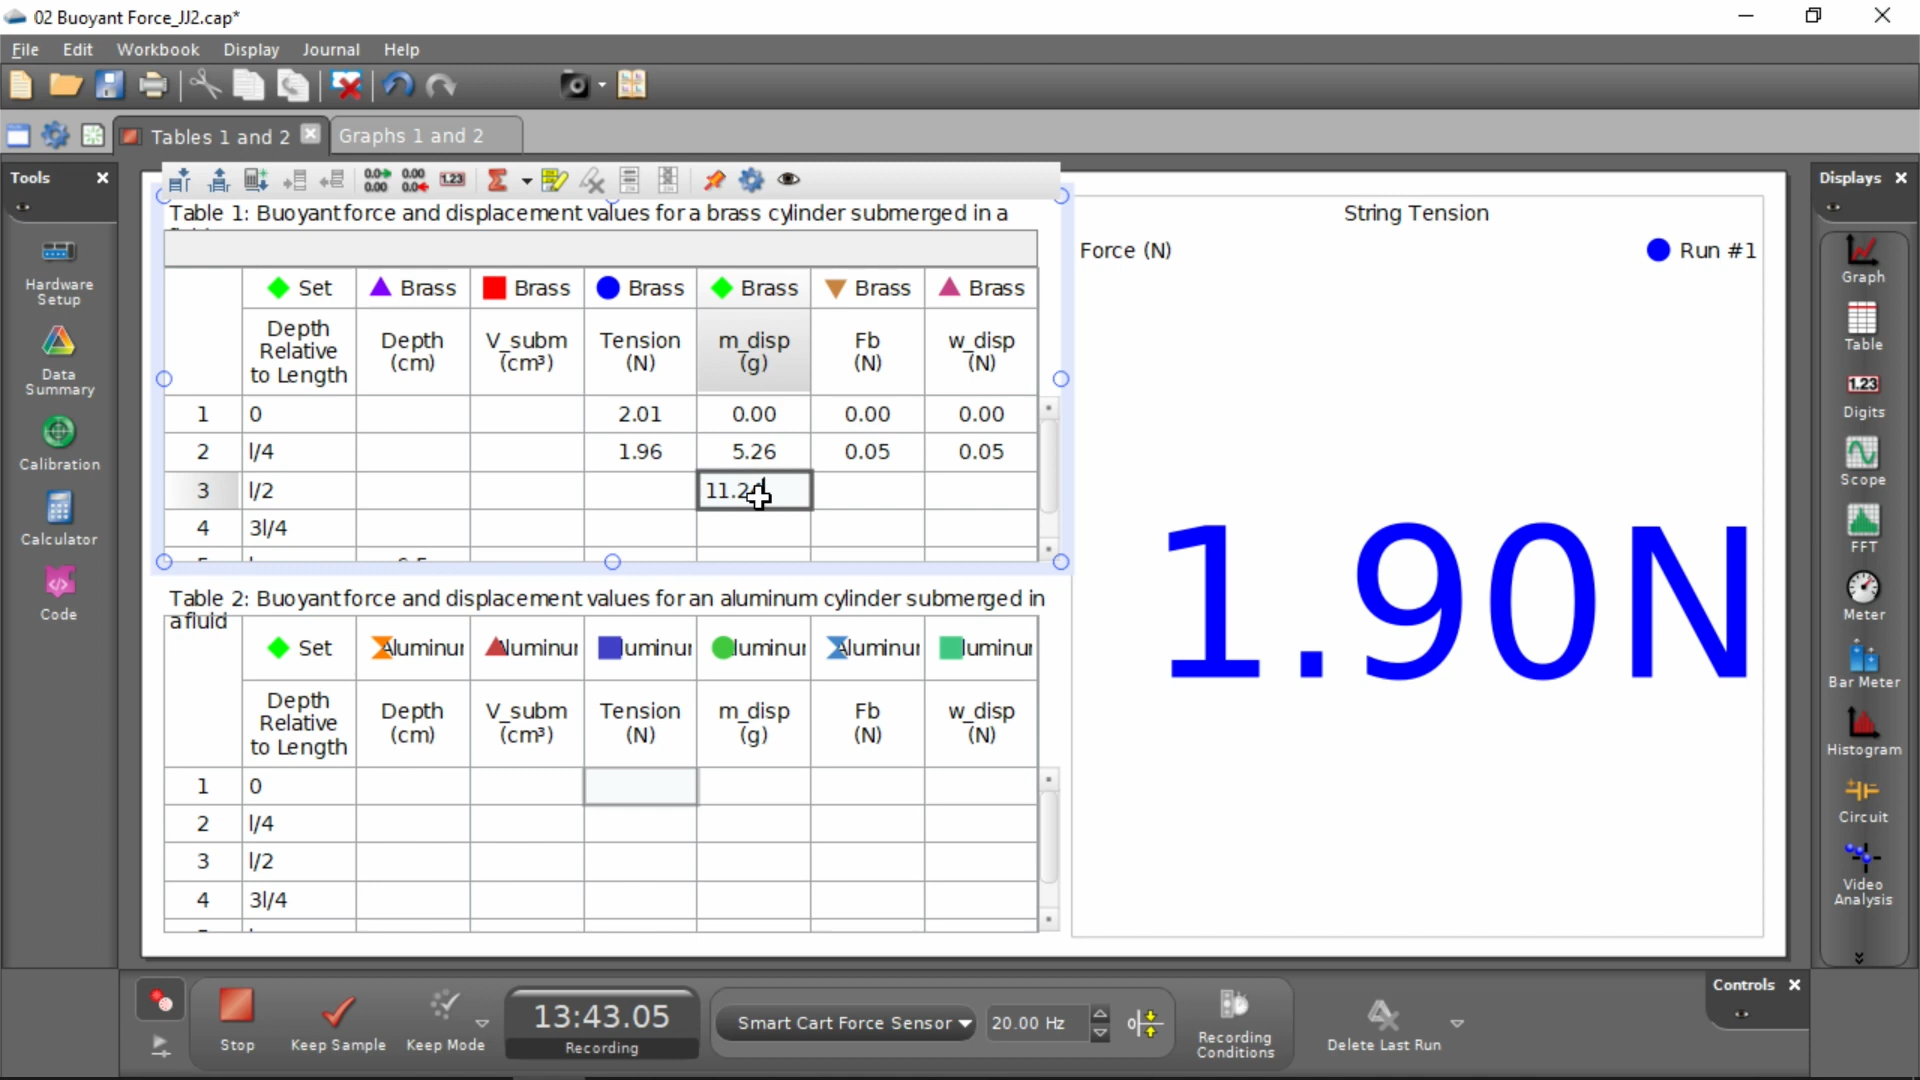 02 Buoyant Force_JJ2.cap*
File Edit Workbook Display Journal Help
Tables 1 and 2 Graphs 1 and 2
Tools
Hardware
Setup
Data
Summary
Calibration
Calculator
Code
Table 1: Buoyant force and displacement values for a brass cylinder submerged in a
Set Brass Brass Brass Brass Brass Brass
Depth Relative to Length Depth (cm) V_subm (cm³) Tension (N) m_disp (g) Fb (N) w_disp (N)
1 0 2.01 0.00 0.00 0.00
2 l/4 1.96 5.26 0.05 0.05
3 l/2
4 3l/4
Table 2: Buoyant force and displacement values for an aluminum cylinder submerged in
a fluid
Set Aluminur Aluminur luminur luminur Aluminur luminur
Depth Relative to Length Depth (cm) V_subm (cm³) Tension (N) m_disp (g) Fb (N) w_disp (N)
1 0
2 l/4
3 l/2
4 3l/4
String Tension
Force (N) Run #1
1.90N
Displays
Graph
Table
1.23
Digits
Scope
FFT
Meter
Bar Meter
Histogram
Circuit
Video
Analysis
Stop
Keep Sample
Keep Mode
13:43.05
Recording
Smart Cart Force Sensor
20.00 Hz
Recording
Conditions
Delete Last Run
Controls